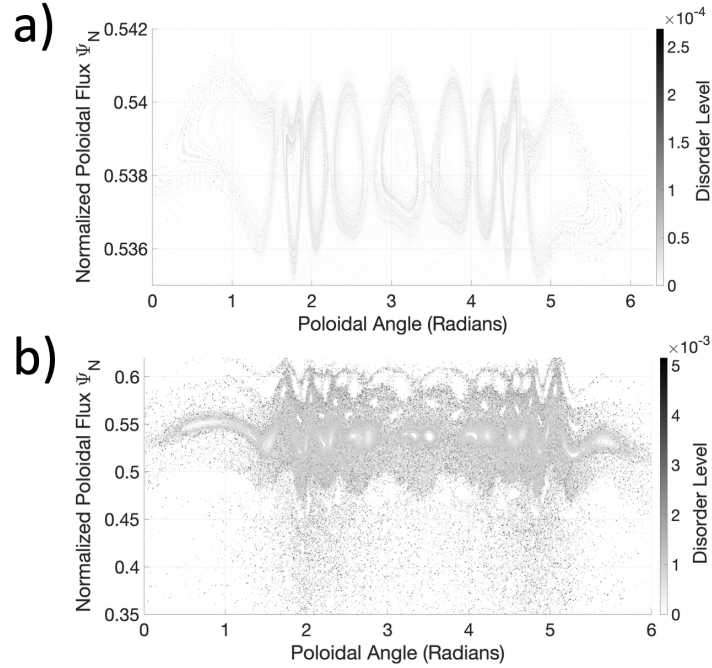 a)
×10⁻⁴
0.542
0.54
0.538
0.536
Normalized Poloidal Flux Ψ̄_N
0 1 2 3 4 5 6
Poloidal Angle (Radians)
2.5
2
1.5
1
0.5
0
Disorder Level
b)
×10⁻³
0.6
0.55
0.5
0.45
0.4
0.35
Normalized Poloidal Flux Ψ̄_N
0 1 2 3 4 5 6
Poloidal Angle (Radians)
5
4
3
2
1
0
Disorder Level